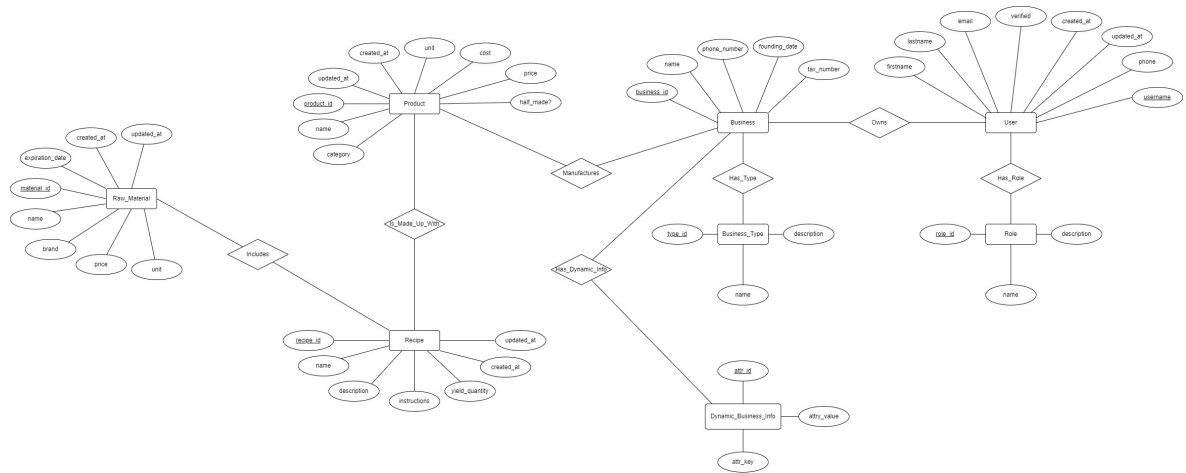 created_at
unit
cost
updated_at
price
product_id
Product
half_made?
name
category
created_at
updated_at
expiration_date
material_id
Raw_Material
name
brand
price
unit
Includes
Is_Made_Up_With
recipe_id
Recipe
updated_at
name
created_at
description
yield_quantity
instructions
Manufactures
phone_number
founding_date
name
tax_number
business_id
Business
Owns
Has_Type
type_id
Business_Type
description
name
Has_Dynamic_Info
attr_id
Dynamic_Business_Info
attry_value
attr_key
email
verified
created_at
lastname
updated_at
firstname
phone
User
username
Has_Role
role_id
Role
description
name